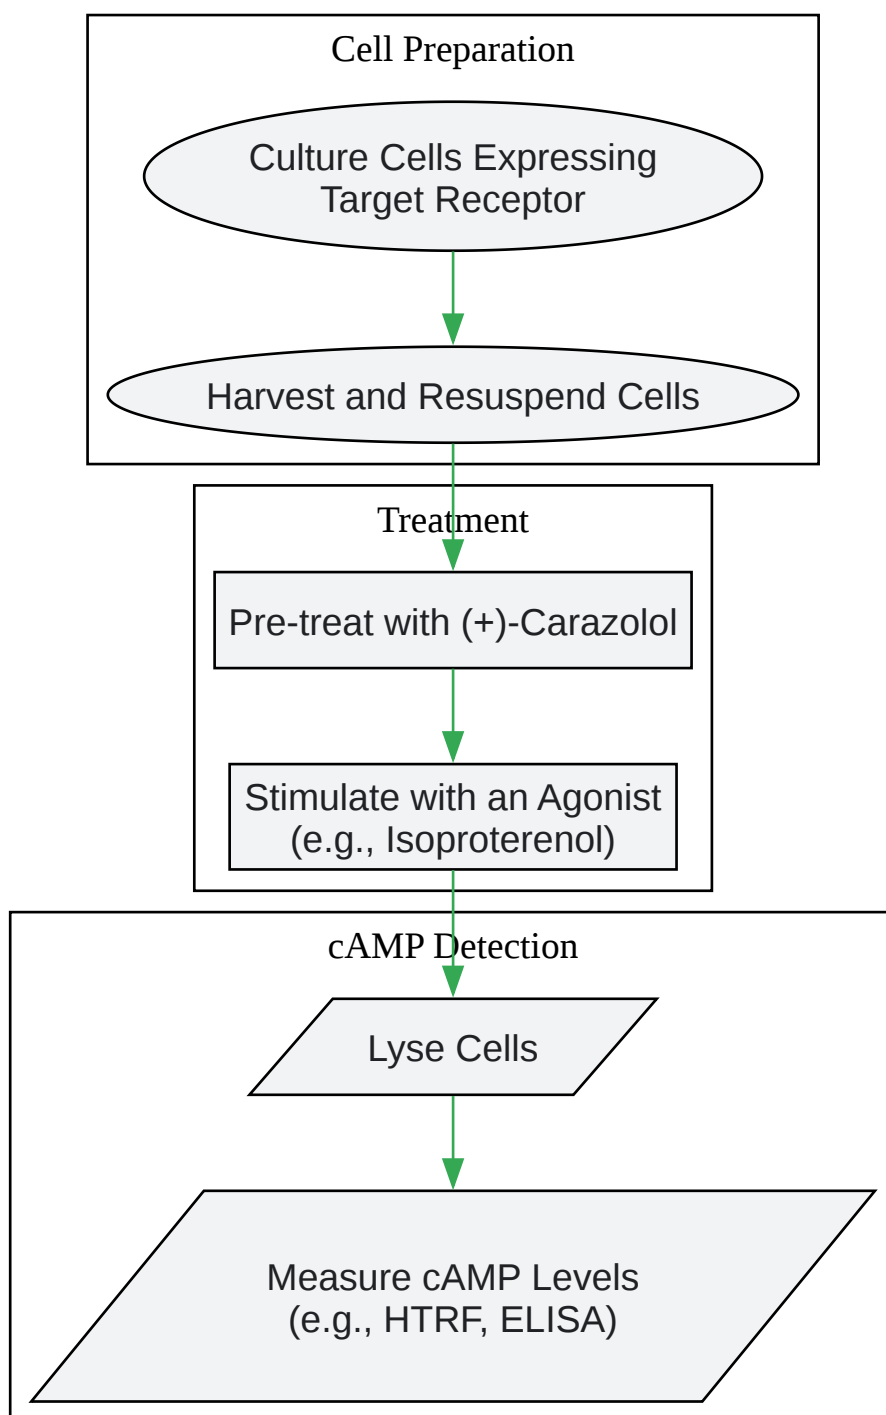 Cell Preparation
Culture Cells Expressing
Target Receptor
Harvest and Resuspend Cells
Treatment
Pre-treat with (+)-Carazolol
Stimulate with an Agonist
(e.g., Isoproterenol)
cAMP Detection
Lyse Cells
Measure cAMP Levels
(e.g., HTRF, ELISA)